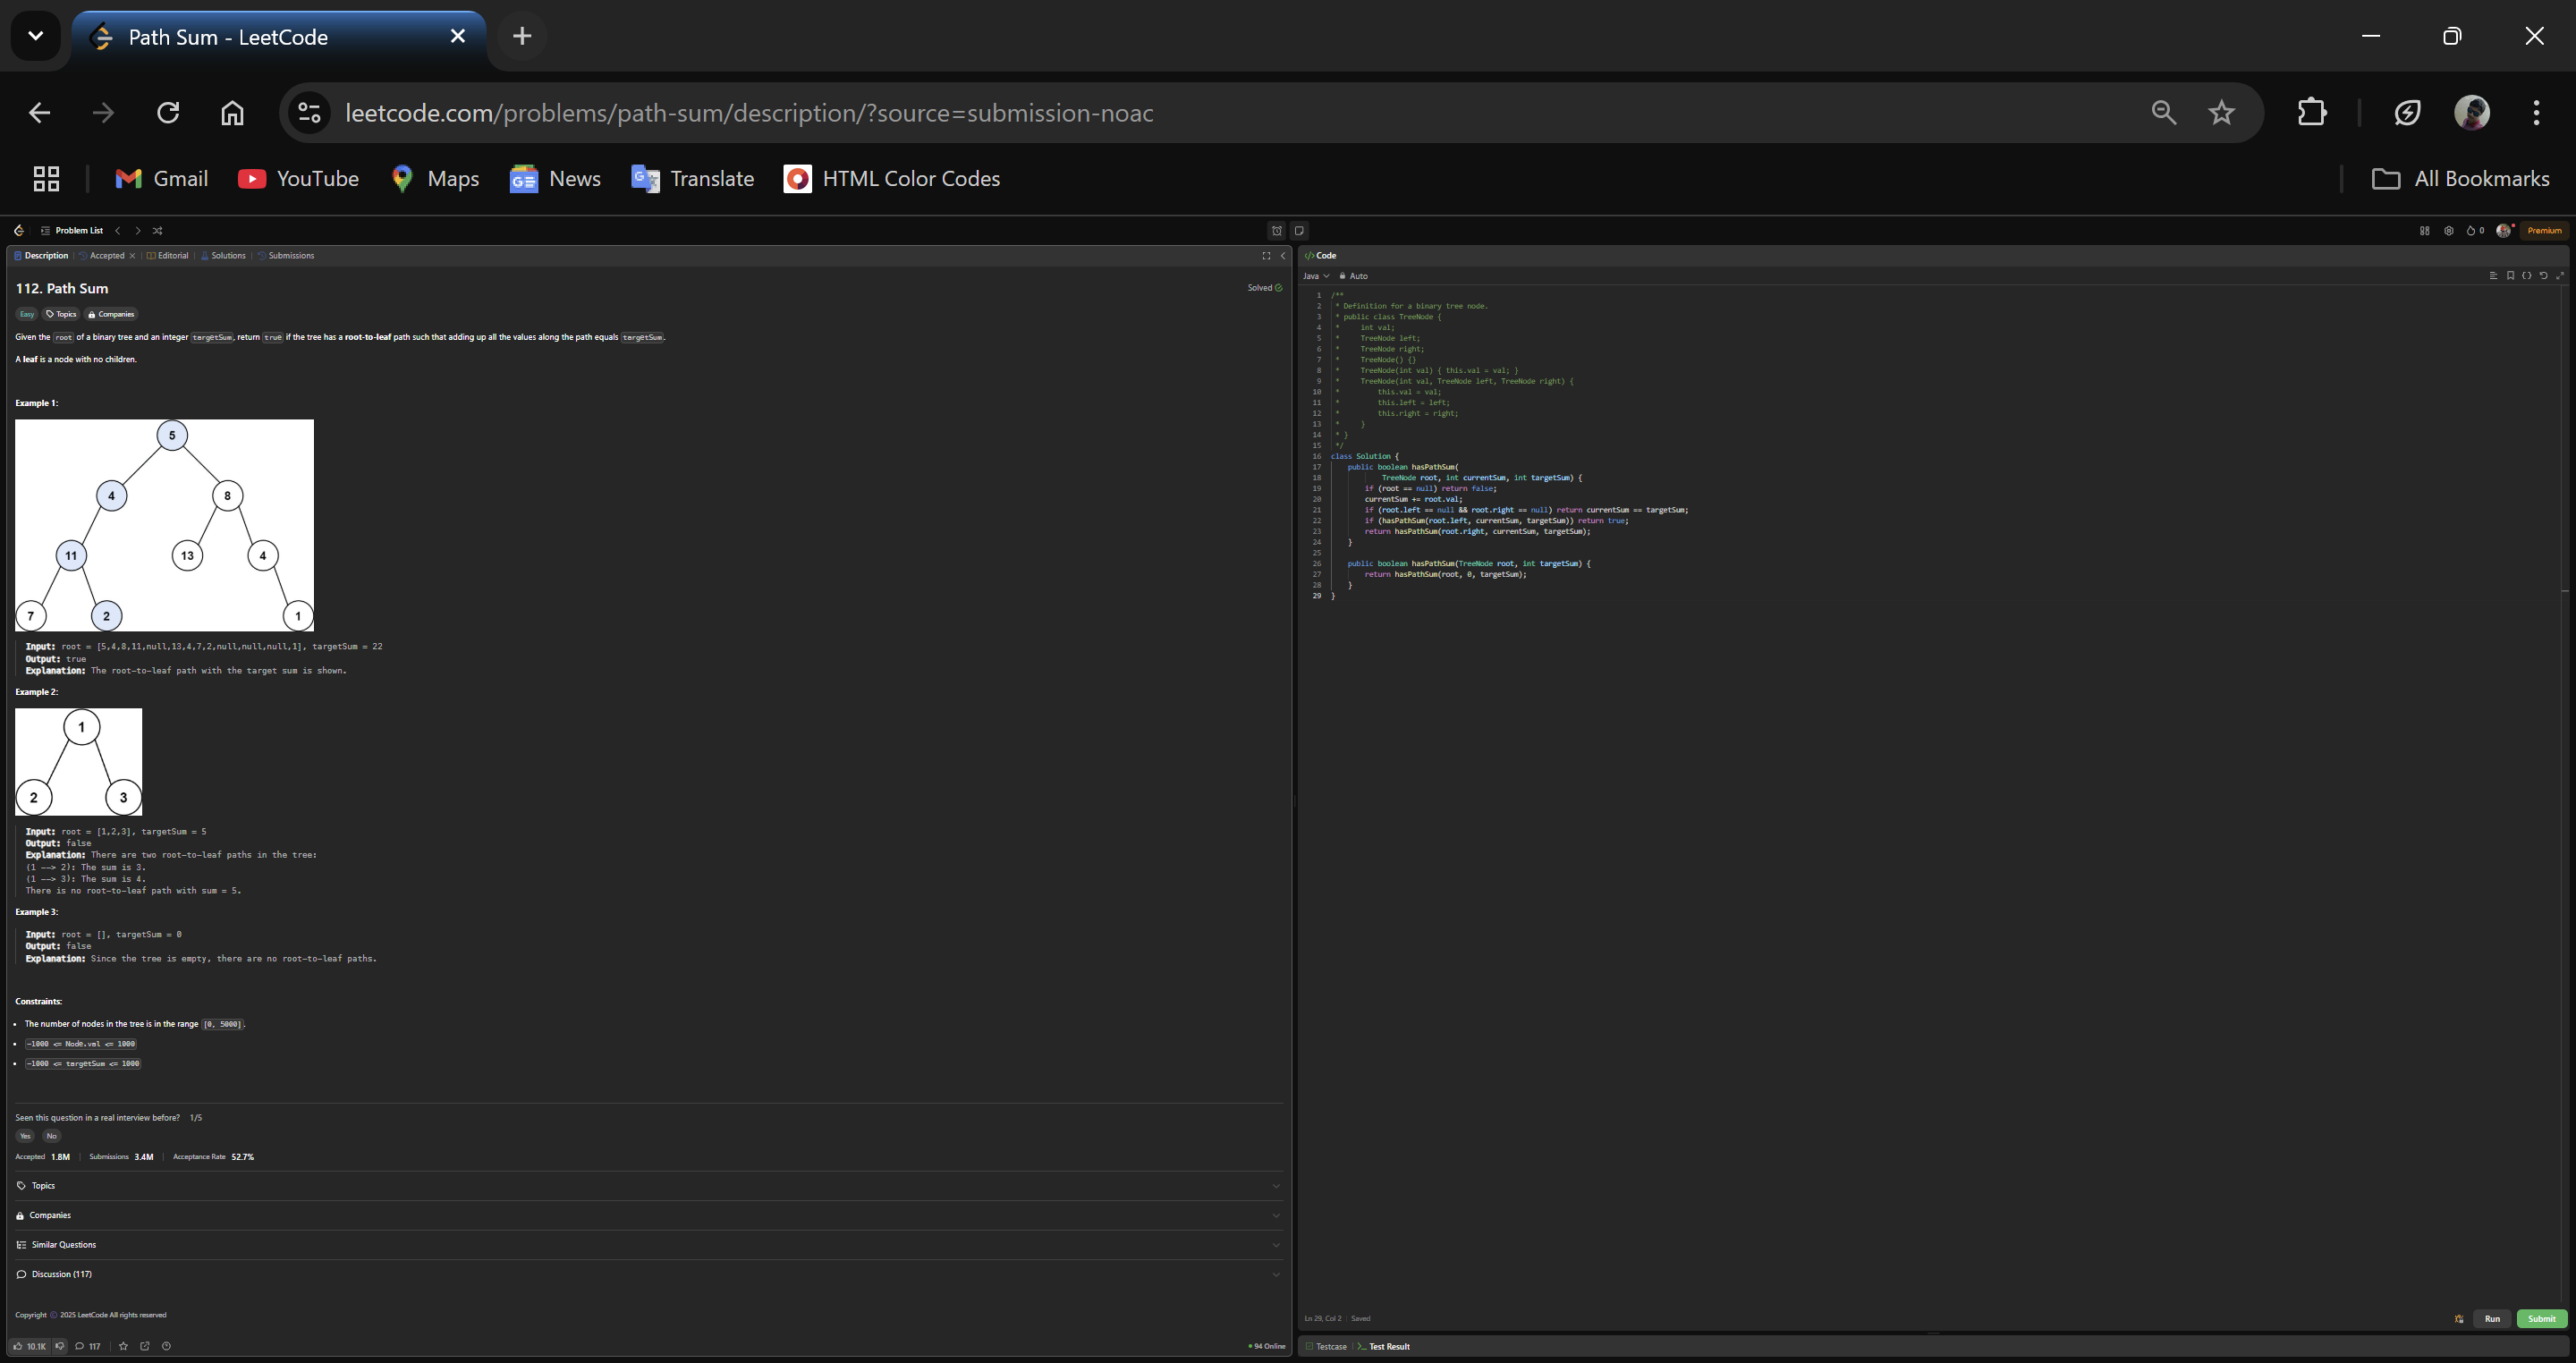 Path Sum - LeetCode
leetcode.com/problems/path-sum/description/?source=submission-noac
Gmail YouTube Maps News Translate HTML Color Codes All Bookmarks
Problem List 0 Premium
Description Accepted Editorial Solutions Submissions
112. Path Sum
Solved
Easy Topics Companies
Given the root of a binary tree and an integer targetSum, return true if the tree has a root-to-leaf path such that adding up all the values along the path equals targetSum.
A leaf is a node with no children.
Example 1:
5
4 8
11 13 4
7 2 1
Input: root = [5,4,8,11,null,13,4,7,2,null,null,null,1], targetSum = 22
Output: true
Explanation: The root-to-leaf path with the target sum is shown.
Example 2:
1
2 3
Input: root = [1,2,3], targetSum = 5
Output: false
Explanation: There are two root-to-leaf paths in the tree:
(1 --> 2): The sum is 3.
(1 --> 3): The sum is 4.
There is no root-to-leaf path with sum = 5.
Example 3:
Input: root = [], targetSum = 0
Output: false
Explanation: Since the tree is empty, there are no root-to-leaf paths.
Constraints:
• The number of nodes in the tree is in the range [0, 5000].
• -1000 <= Node.val <= 1000
• -1000 <= targetSum <= 1000
Seen this question in a real interview before? 1/5
Yes No
Accepted 1.8M Submissions 3.4M Acceptance Rate 52.7%
Topics
Companies
Similar Questions
Discussion (117)
Copyright © 2025 LeetCode All rights reserved
10.1K 117 94 Online
</> Code
Java Auto
1 /**
2 * Definition for a binary tree node.
3 * public class TreeNode {
4 * int val;
5 * TreeNode left;
6 * TreeNode right;
7 * TreeNode() {}
8 * TreeNode(int val) { this.val = val; }
9 * TreeNode(int val, TreeNode left, TreeNode right) {
10 * this.val = val;
11 * this.left = left;
12 * this.right = right;
13 * }
14 * }
15 */
16 class Solution {
17 public boolean hasPathSum(
18 TreeNode root, int currentSum, int targetSum) {
19 if (root == null) return false;
20 currentSum += root.val;
21 if (root.left == null && root.right == null) return currentSum == targetSum;
22 if (hasPathSum(root.left, currentSum, targetSum)) return true;
23 return hasPathSum(root.right, currentSum, targetSum);
24 }
25
26 public boolean hasPathSum(TreeNode root, int targetSum) {
27 return hasPathSum(root, 0, targetSum);
28 }
29 }
Ln 29, Col 2 Saved
Run Submit
Testcase >_ Test Result